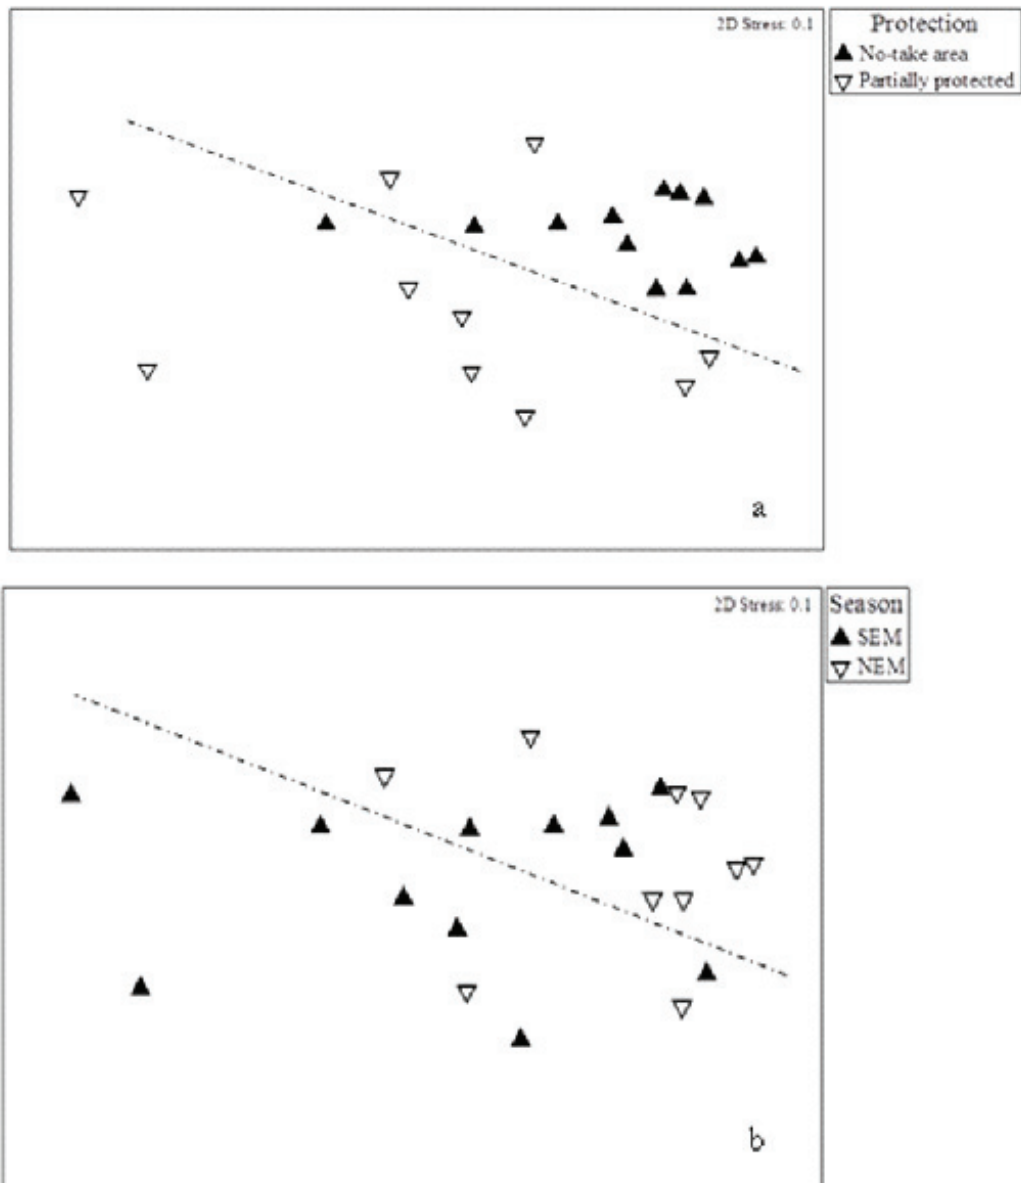 2D Stress: 0.1
Protection
No-take area
Partially protected
a
2D Stress: 0.1
Season
SEM
NEM
b